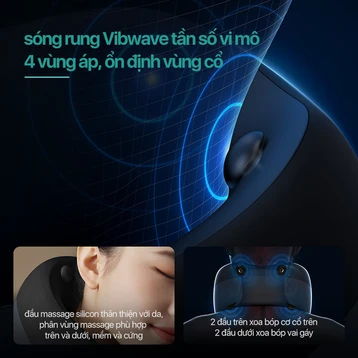 sóng rung Vibwave tần số vi mô
4 vùng áp, ổn định vùng cổ
đầu massage silicon thân thiện với da,
phân vùng massage phù hợp
trên và dưới, mềm và cứng
2 đầu trên xoa bóp cơ cổ trên
2 đầu dưới xoa bóp vai gáy